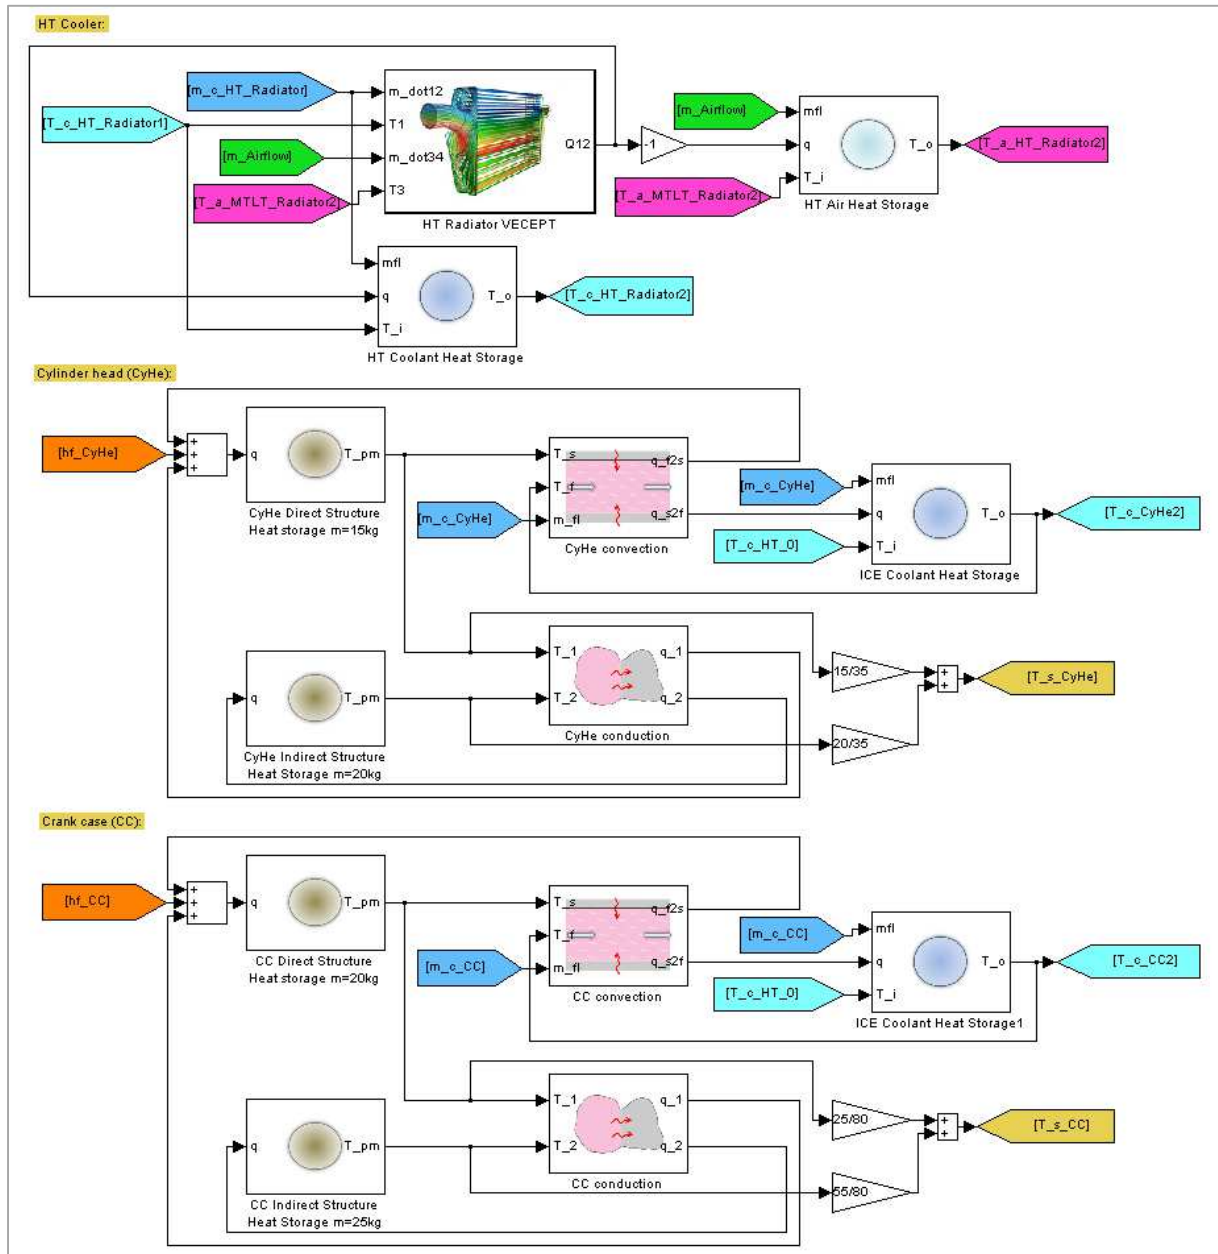 HT Cooler:
[m_c_HT_Radiator]
[T_c_HT_Radiator1]
[m_Airflow]
[T_a_MTLT_Radiator2]
m_dot12
T1
m_dot34
T3
Q12
HT Radiator VECEPT
-1
[m_Airflow]
[T_a_MTLT_Radiator2]
mfl
q
T_i
T_o
HT Air Heat Storage
[T_a_HT_Radiator2]
mfl
q
T_i
T_o
HT Coolant Heat Storage
[T_c_HT_Radiator2]
Cylinder head (CyHe):
[hf_CyHe]
+
+
+
q
T_pm
CyHe Direct Structure
Heat storage m=15kg
[m_c_CyHe]
T_s
T_f
m_fl
q_f2s
q_s2f
CyHe convection
[m_c_CyHe]
[T_c_HT_0]
mfl
q
T_i
T_o
ICE Coolant Heat Storage
[T_c_CyHe2]
q
T_pm
CyHe Indirect Structure
Heat Storage m=20kg
T_1
T_2
q_1
q_2
CyHe conduction
15/35
20/35
+
+
[T_s_CyHe]
Crank case (CC):
[hf_CC]
+
+
+
q
T_pm
CC Direct Structure
Heat storage m=20kg
[m_c_CC]
T_s
T_f
m_fl
q_f2s
q_s2f
CC convection
[m_c_CC]
[T_c_HT_0]
mfl
q
T_i
T_o
ICE Coolant Heat Storage1
[T_c_CC2]
q
T_pm
CC Indirect Structure
Heat Storage m=25kg
T_1
T_2
q_1
q_2
CC conduction
25/80
55/80
+
+
[T_s_CC]